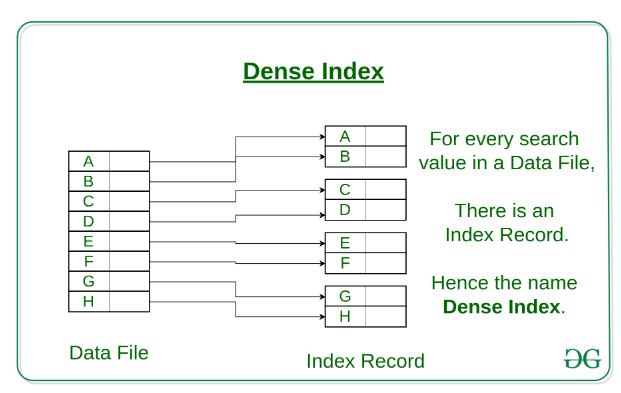 Dense Index
A
B
C
D
E
F
G
H
Data File
A
B
C
D
E
F
G
H
Index Record
For every search
value in a Data File,
There is an
Index Record.
Hence the name
Dense Index.